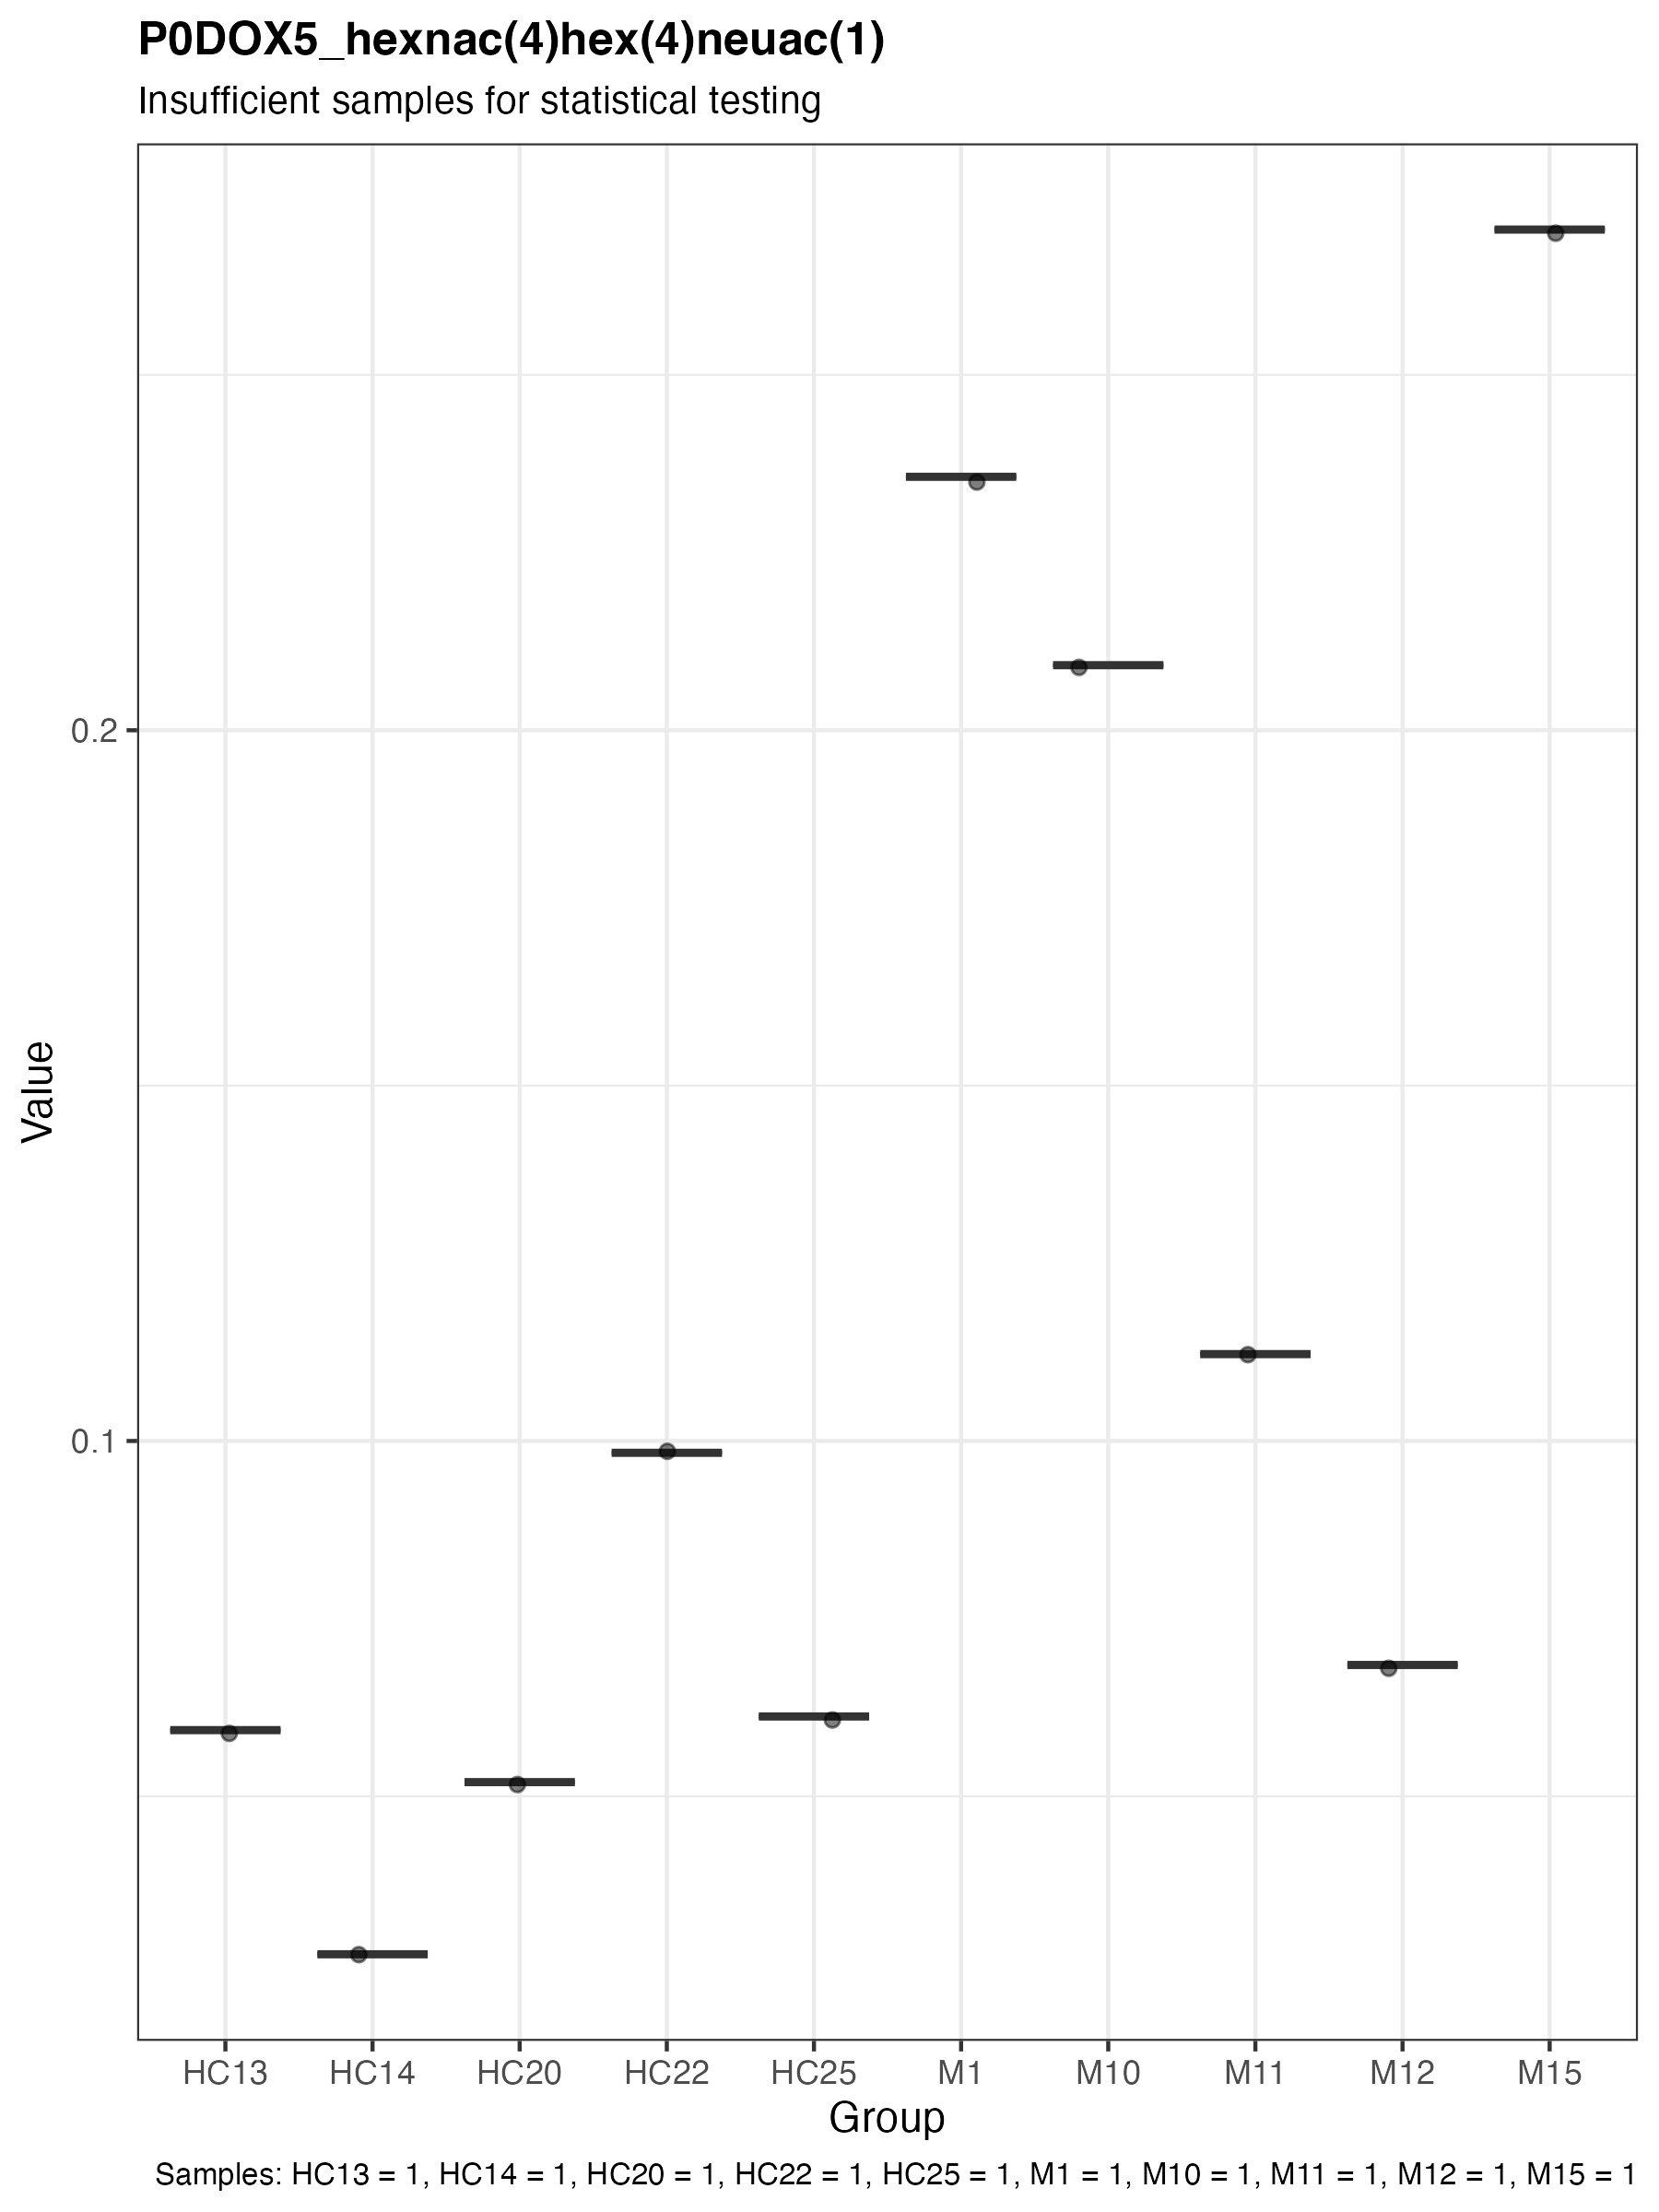 P0DOX5_hexnac(4)hex(4)neuac(1)
Insufficient samples for statistical testing
Value
0.2
0.1
HC13 HC14 HC20 HC22 HC25 M1 M10 M11 M12 M15
Group
Samples: HC13 = 1, HC14 = 1, HC20 = 1, HC22 = 1, HC25 = 1, M1 = 1, M10 = 1, M11 = 1, M12 = 1, M15 = 1